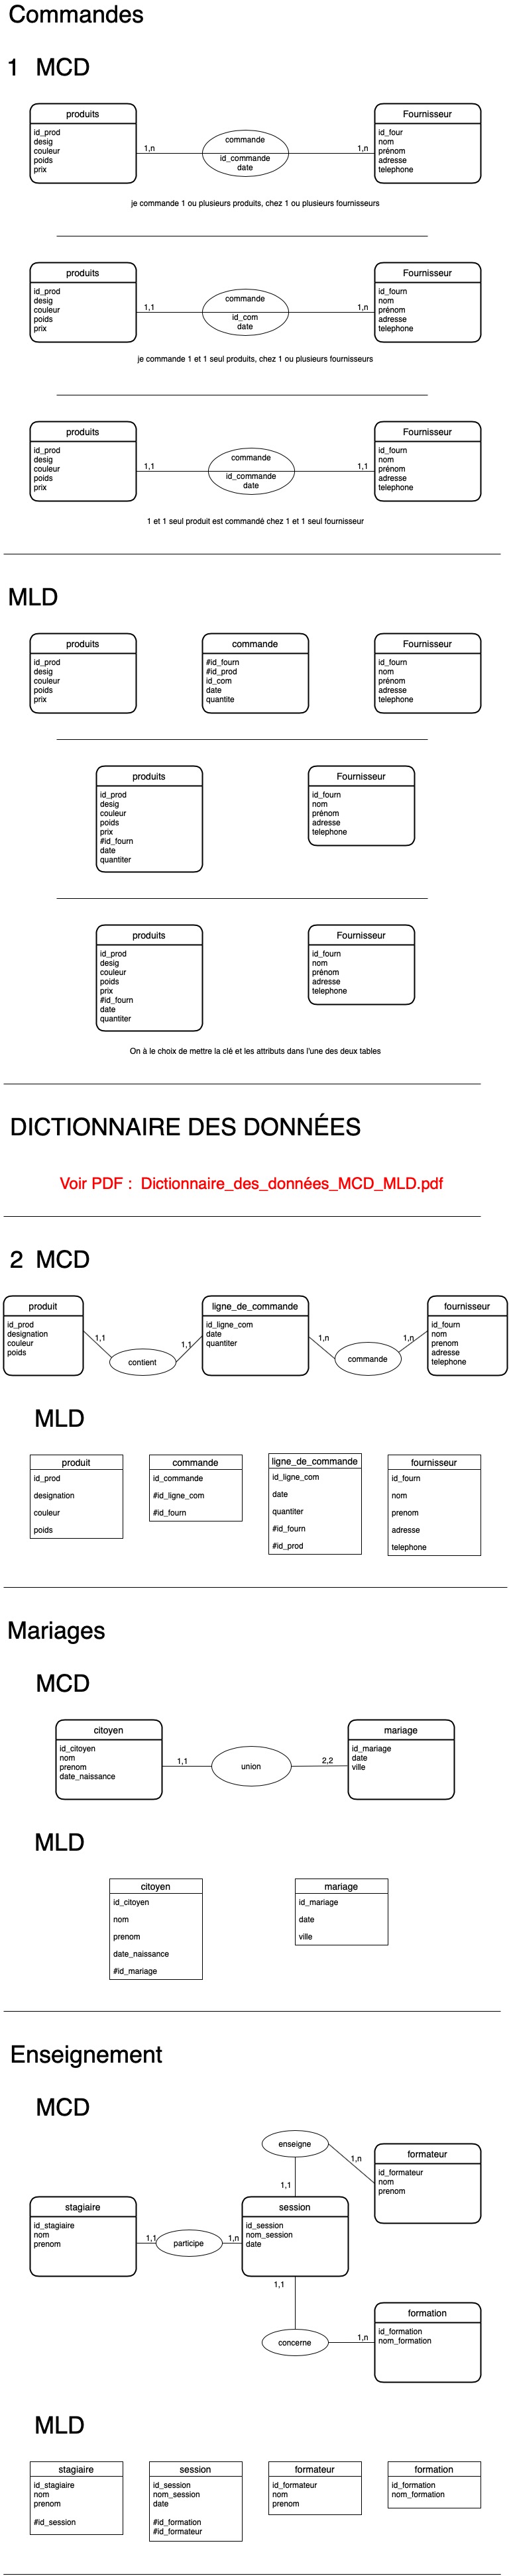 Commandes
1 MCD
produits
id_prod
desig
couleur
poids
prix
1,n
commande
id_commande
date
1,n
Fournisseur
id_four
nom
prénom
adresse
telephone
je commande 1 ou plusieurs produits, chez 1 ou plusieurs fournisseurs
produits
id_prod
desig
couleur
poids
prix
1,1
commande
id_com
date
1,n
Fournisseur
id_fourn
nom
prénom
adresse
telephone
je commande 1 et 1 seul produits, chez 1 ou plusieurs fournisseurs
produits
id_prod
desig
couleur
poids
prix
1,1
commande
id_commande
date
1,1
Fournisseur
id_fourn
nom
prénom
adresse
telephone
1 et 1 seul produit est commandé chez 1 et 1 seul fournisseur
MLD
produits
id_prod
desig
couleur
poids
prix
commande
#id_fourn
#id_prod
id_com
date
quantite
Fournisseur
id_fourn
nom
prénom
adresse
telephone
produits
id_prod
desig
couleur
poids
prix
#id_fourn
date
quantiter
Fournisseur
id_fourn
nom
prénom
adresse
telephone
produits
id_prod
desig
couleur
poids
prix
#id_fourn
date
quantiter
Fournisseur
id_fourn
nom
prénom
adresse
telephone
On à le choix de mettre la clé et les attributs dans l'une des deux tables
DICTIONNAIRE DES DONNÉES
Voir PDF : Dictionnaire_des_données_MCD_MLD.pdf
2 MCD
produit
id_prod
designation
couleur
poids
1,1
contient
1,1
ligne_de_commande
id_ligne_com
date
quantiter
1,n
commande
1,n
fournisseur
id_fourn
nom
prenom
adresse
telephone
MLD
produit
id_prod
designation
couleur
poids
commande
id_commande
#id_ligne_com
#id_fourn
ligne_de_commande
id_ligne_com
date
quantiter
#id_fourn
#id_prod
fournisseur
id_fourn
nom
prenom
adresse
telephone
Mariages
MCD
citoyen
id_citoyen
nom
prenom
date_naissance
1,1
union
2,2
mariage
id_mariage
date
ville
MLD
citoyen
id_citoyen
nom
prenom
date_naissance
#id_mariage
mariage
id_mariage
date
ville
Enseignement
MCD
enseigne
1,n
1,1
formateur
id_formateur
nom
prenom
stagiaire
id_stagiaire
nom
prenom
1,1
participe
1,n
session
id_session
nom_session
date
1,1
concerne
1,n
formation
id_formation
nom_formation
MLD
stagiaire
id_stagiaire
nom
prenom
#id_session
session
id_session
nom_session
date
#id_formation
#id_formateur
formateur
id_formateur
nom
prenom
formation
id_formation
nom_formation